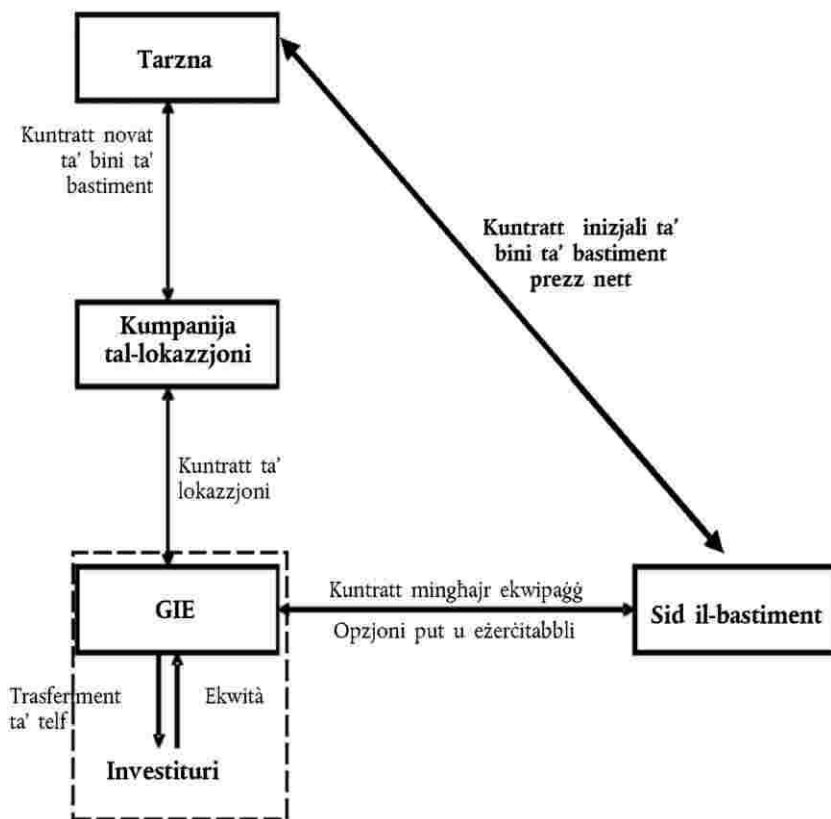 Tarzna
Kuntratt novat
ta' bini ta'
bastiment
Kuntratt inizjali ta'
bini ta' bastiment
prezz nett
Kumpanija
tal-lokazzjoni
Kuntratt ta'
lokazzjoni
GIE
Kuntratt mingħajr ekwipaġġ
Opzjoni put u eżerċitabbli
Sid il-bastiment
Trasferiment
ta' telf
Ekwità
Investituri